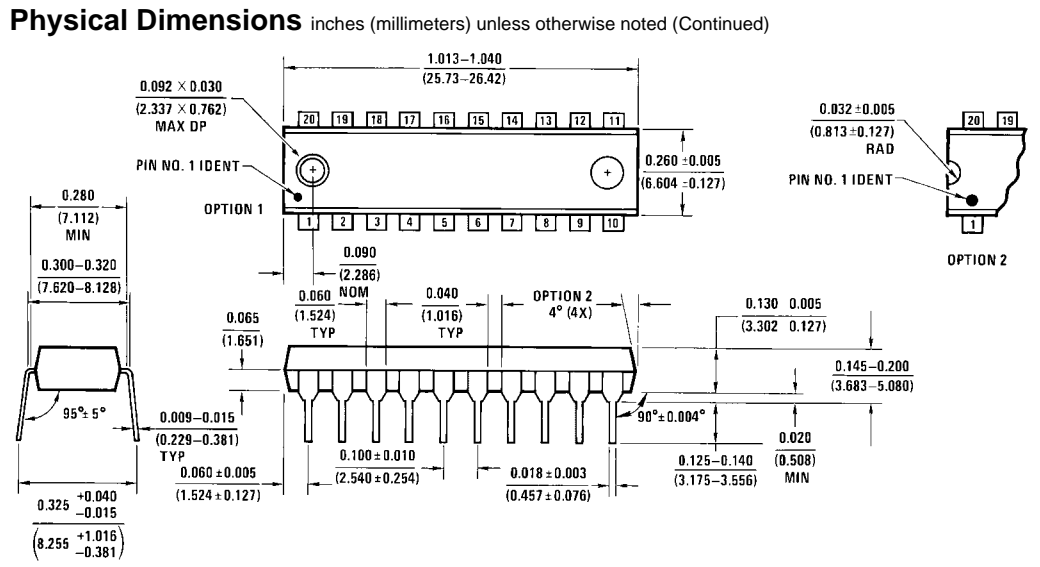 Physical Dimensions inches (millimeters) unless otherwise noted (Continued)
1.013–1.040
(25.73–26.42)
0.092 × 0.030
(2.337 × 0.762)
MAX DP
20 19 18 17 16 15 14 13 12 11
PIN NO. 1 IDENT
OPTION 1
1 2 3 4 5 6 7 8 9 10
0.260 ±0.005
(6.604 ±0.127)
0.032 ±0.005
(0.813 ±0.127)
RAD
20 19
PIN NO. 1 IDENT
1
OPTION 2
0.280
(7.112)
MIN
0.300–0.320
(7.620–8.128)
0.090
(2.286)
NOM
0.060
(1.524)
TYP
0.040
(1.016)
TYP
OPTION 2
4° (4X)
0.130 0.005
(3.302 0.127)
0.065
(1.651)
0.145–0.200
(3.683–5.080)
95° ± 5°
0.009–0.015
(0.229–0.381)
TYP
90° ± 0.004°
0.020
(0.508)
MIN
0.100 ± 0.010
(2.540 ± 0.254)
0.125–0.140
(3.175–3.556)
0.060 ± 0.005
(1.524 ± 0.127)
0.018 ± 0.003
(0.457 ± 0.076)
0.325 +0.040
−0.015
(8.255 +1.016
−0.381)